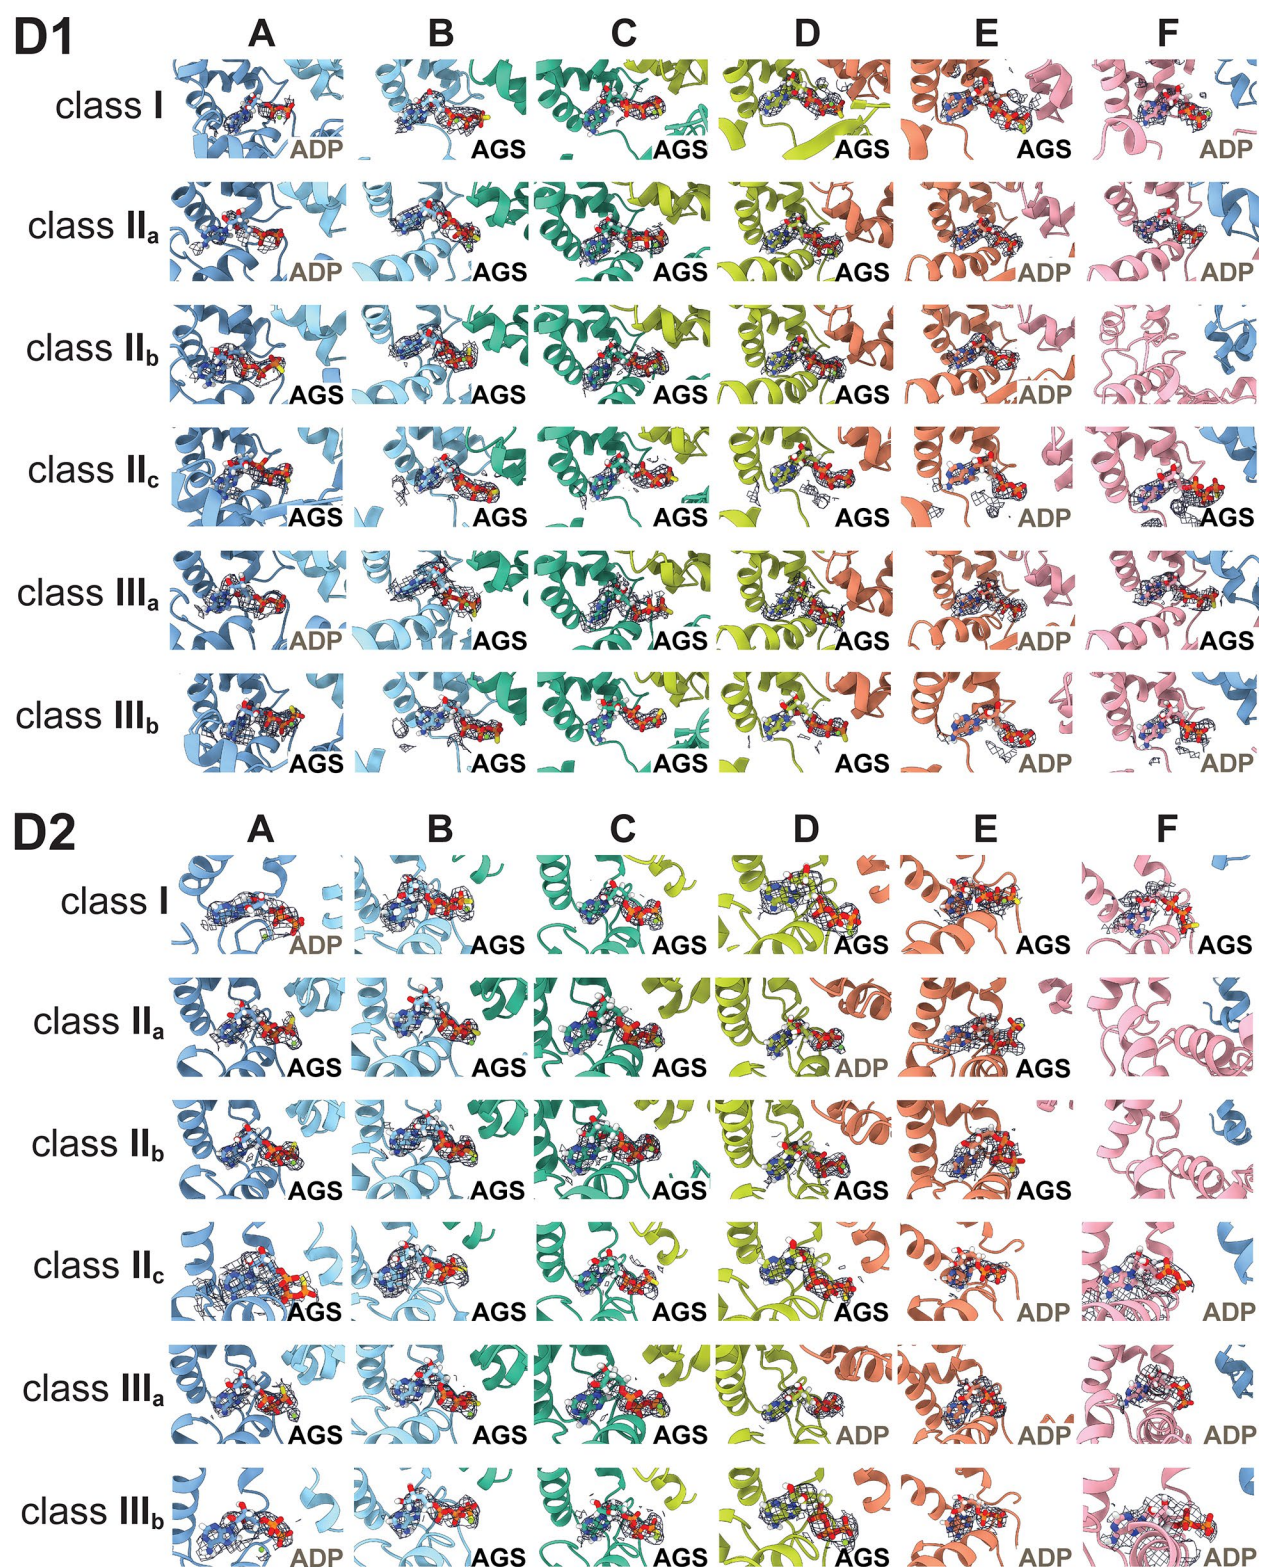 D1 A B C D E F
class I ADP AGS AGS AGS AGS ADP
class IIa ADP AGS AGS AGS ADP ADP
class IIb AGS AGS AGS AGS ADP
class IIc AGS AGS AGS AGS ADP AGS
class IIIa ADP AGS AGS AGS ADP AGS
class IIIb AGS AGS AGS AGS ADP ADP
D2 A B C D E F
class I ADP AGS AGS AGS AGS AGS
class IIa AGS AGS AGS ADP AGS
class IIb AGS AGS AGS AGS AGS
class IIc AGS AGS AGS AGS ADP ADP
class IIIa AGS AGS AGS ADP ADP ADP
class IIIb ADP AGS AGS AGS ADP ADP